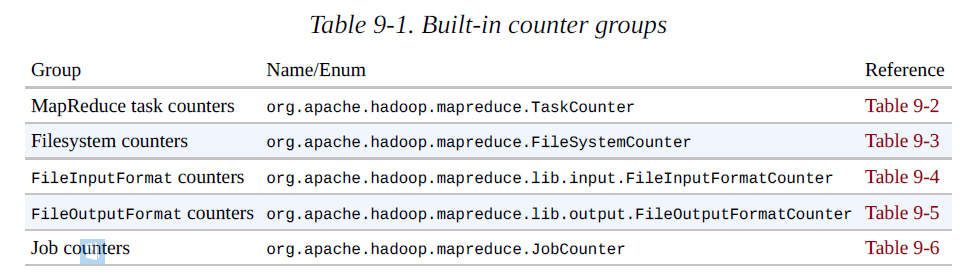 Table 9-1. Built-in counter groups
Group Name/Enum Reference
MapReduce task counters org.apache.hadoop.mapreduce.TaskCounter Table 9-2
Filesystem counters org.apache.hadoop.mapreduce.FileSystemCounter Table 9-3
FileInputFormat counters org.apache.hadoop.mapreduce.lib.input.FileInputFormatCounter Table 9-4
FileOutputFormat counters org.apache.hadoop.mapreduce.lib.output.FileOutputFormatCounter Table 9-5
Job counters org.apache.hadoop.mapreduce.JobCounter Table 9-6